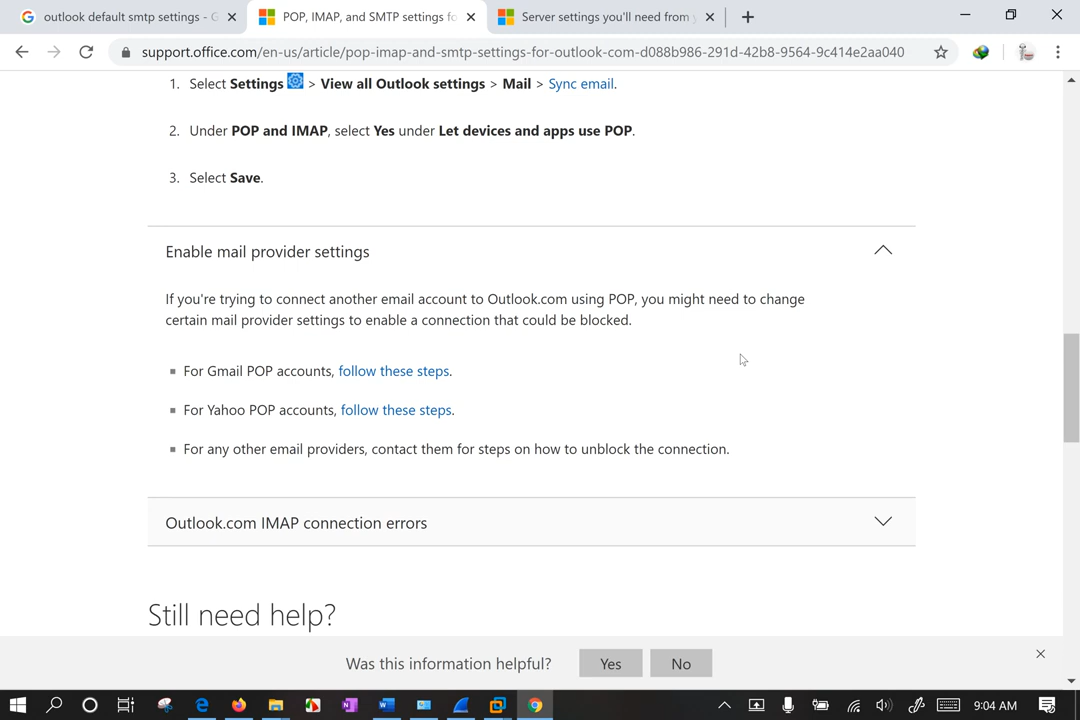 outlook default smtp settings - G
POP, IMAP, and SMTP settings fo
Server settings you'll need from y
support.office.com/en-us/article/pop-imap-and-smtp-settings-for-outlook-com-d088b986-291d-42b8-9564-9c414e2aa040
1. Select Settings > View all Outlook settings > Mail > Sync email.
2. Under POP and IMAP, select Yes under Let devices and apps use POP.
3. Select Save.
Enable mail provider settings
If you're trying to connect another email account to Outlook.com using POP, you might need to change
certain mail provider settings to enable a connection that could be blocked.
For Gmail POP accounts, follow these steps.
For Yahoo POP accounts, follow these steps.
For any other email providers, contact them for steps on how to unblock the connection.
Outlook.com IMAP connection errors
Still need help?
Was this information helpful? Yes No
9:04 AM